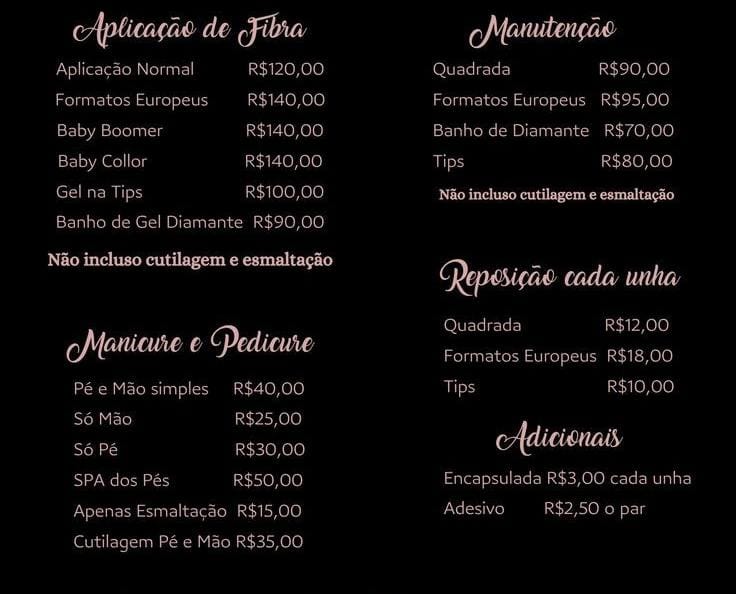 Aplicação de Fibra
Aplicação Normal R$120,00
Formatos Europeus R$140,00
Baby Boomer R$140,00
Baby Collor R$140,00
Gel na Tips R$100,00
Banho de Gel Diamante R$90,00
Não incluso cutilagem e esmaltação
Manicure e Pedicure
Pé e Mão simples R$40,00
Só Mão R$25,00
Só Pé R$30,00
SPA dos Pés R$50,00
Apenas Esmaltação R$15,00
Cutilagem Pé e Mão R$35,00
Manutenção
Quadrada R$90,00
Formatos Europeus R$95,00
Banho de Diamante R$70,00
Tips R$80,00
Não incluso cutilagem e esmaltação
Reposição cada unha
Quadrada R$12,00
Formatos Europeus R$18,00
Tips R$10,00
Adicionais
Encapsulada R$3,00 cada unha
Adesivo R$2,50 o par